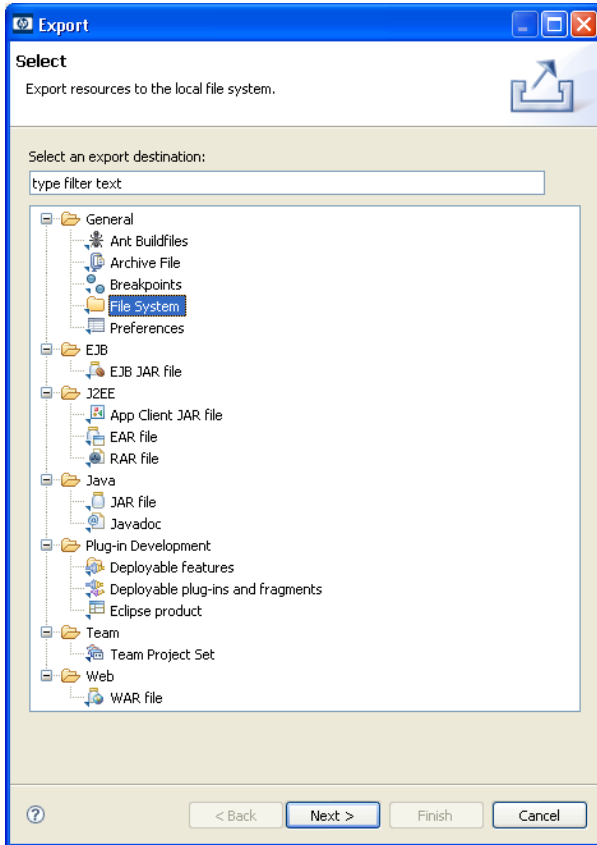 Export
Select
Export resources to the local file system.
Select an export destination:
type filter text
General
Ant Buildfiles
Archive File
Breakpoints
File System
Preferences
EJB
EJB JAR file
J2EE
App Client JAR file
EAR file
RAR file
Java
JAR file
Javadoc
Plug-in Development
Deployable features
Deployable plug-ins and fragments
Eclipse product
Team
Team Project Set
Web
WAR file
? < Back Next > Finish Cancel